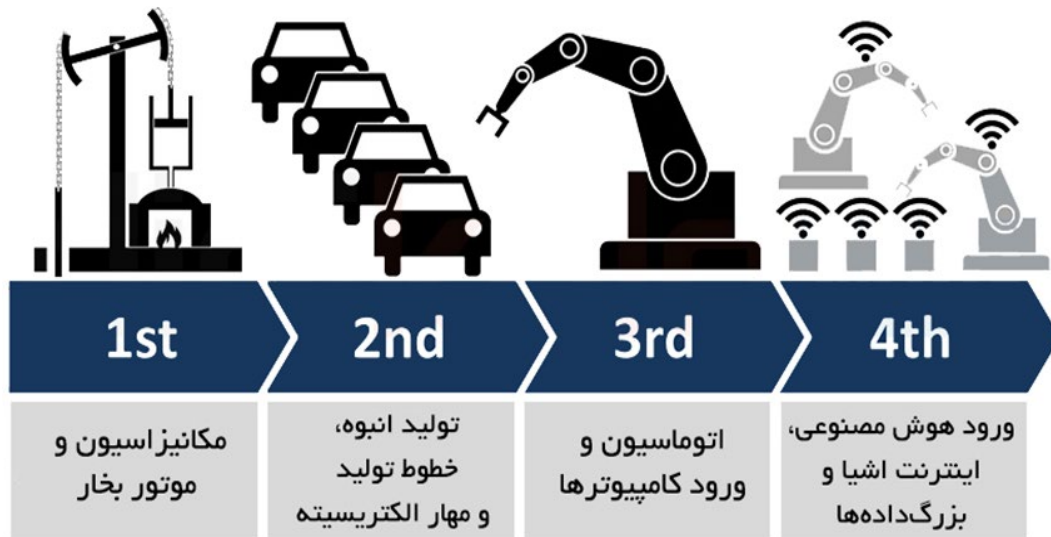 1st
2nd
3rd
4th
مکانیزاسیون و
موتور بخار
تولید انبوه،
خطوط تولید
و مهار الکتریسیته
اتوماسیون و
ورود کامپیوترها
ورود هوش مصنوعی،
اینترنت اشیا و
بزرگ‌داده‌ها